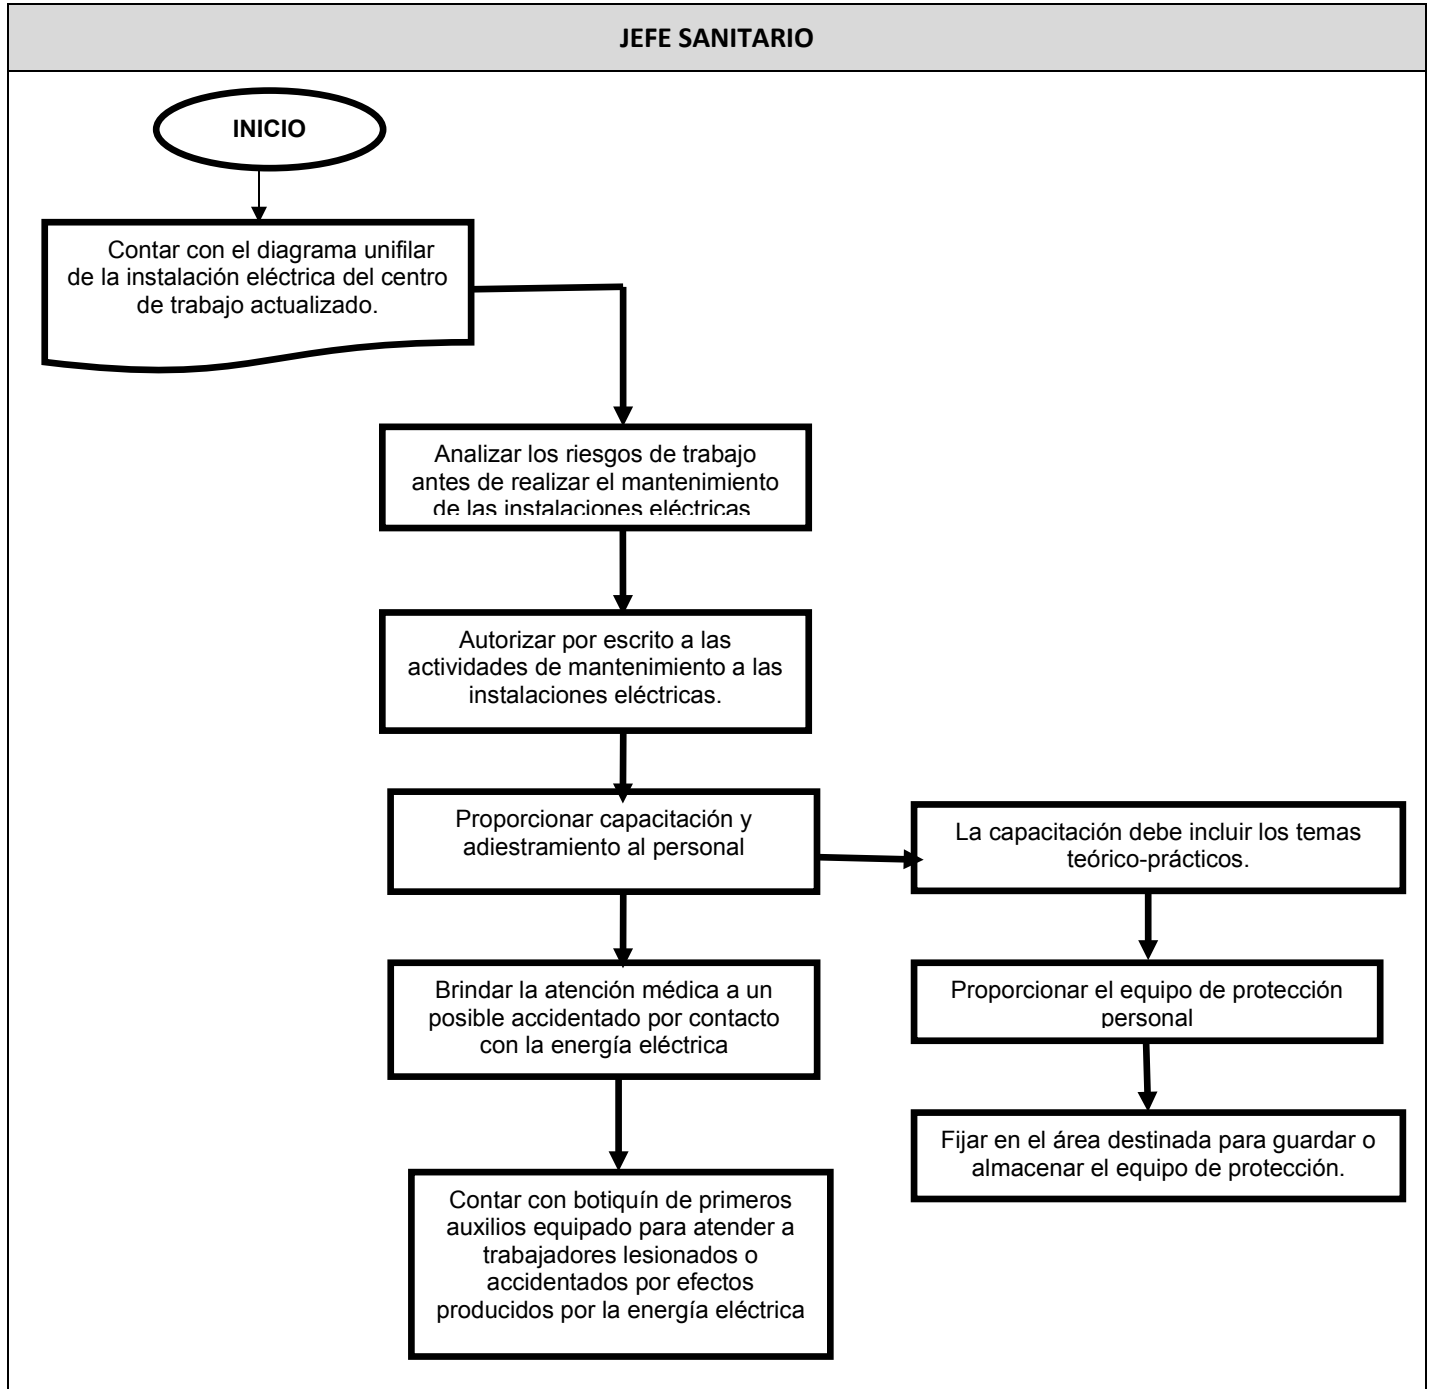 JEFE SANITARIO
INICIO
Contar con el diagrama unifilar
de la instalación eléctrica del centro
de trabajo actualizado.
Analizar los riesgos de trabajo
antes de realizar el mantenimiento
de las instalaciones eléctricas
Autorizar por escrito a las
actividades de mantenimiento a las
instalaciones eléctricas.
Proporcionar capacitación y
adiestramiento al personal
La capacitación debe incluir los temas
teórico-prácticos.
Brindar la atención médica a un
posible accidentado por contacto
con la energía eléctrica
Proporcionar el equipo de protección
personal
Fijar en el área destinada para guardar o
almacenar el equipo de protección.
Contar con botiquín de primeros
auxilios equipado para atender a
trabajadores lesionados o
accidentados por efectos
producidos por la energía eléctrica